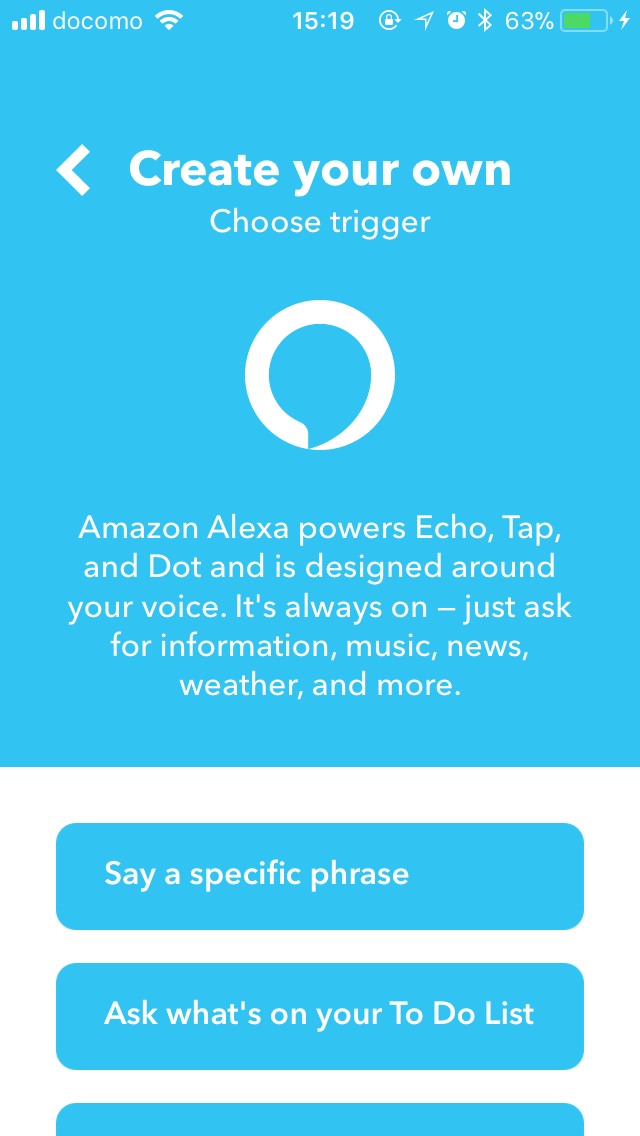 docomo 15:19 63%
Create your own
Choose trigger
Amazon Alexa powers Echo, Tap,
and Dot and is designed around
your voice. It's always on – just ask
for information, music, news,
weather, and more.
Say a specific phrase
Ask what's on your To Do List